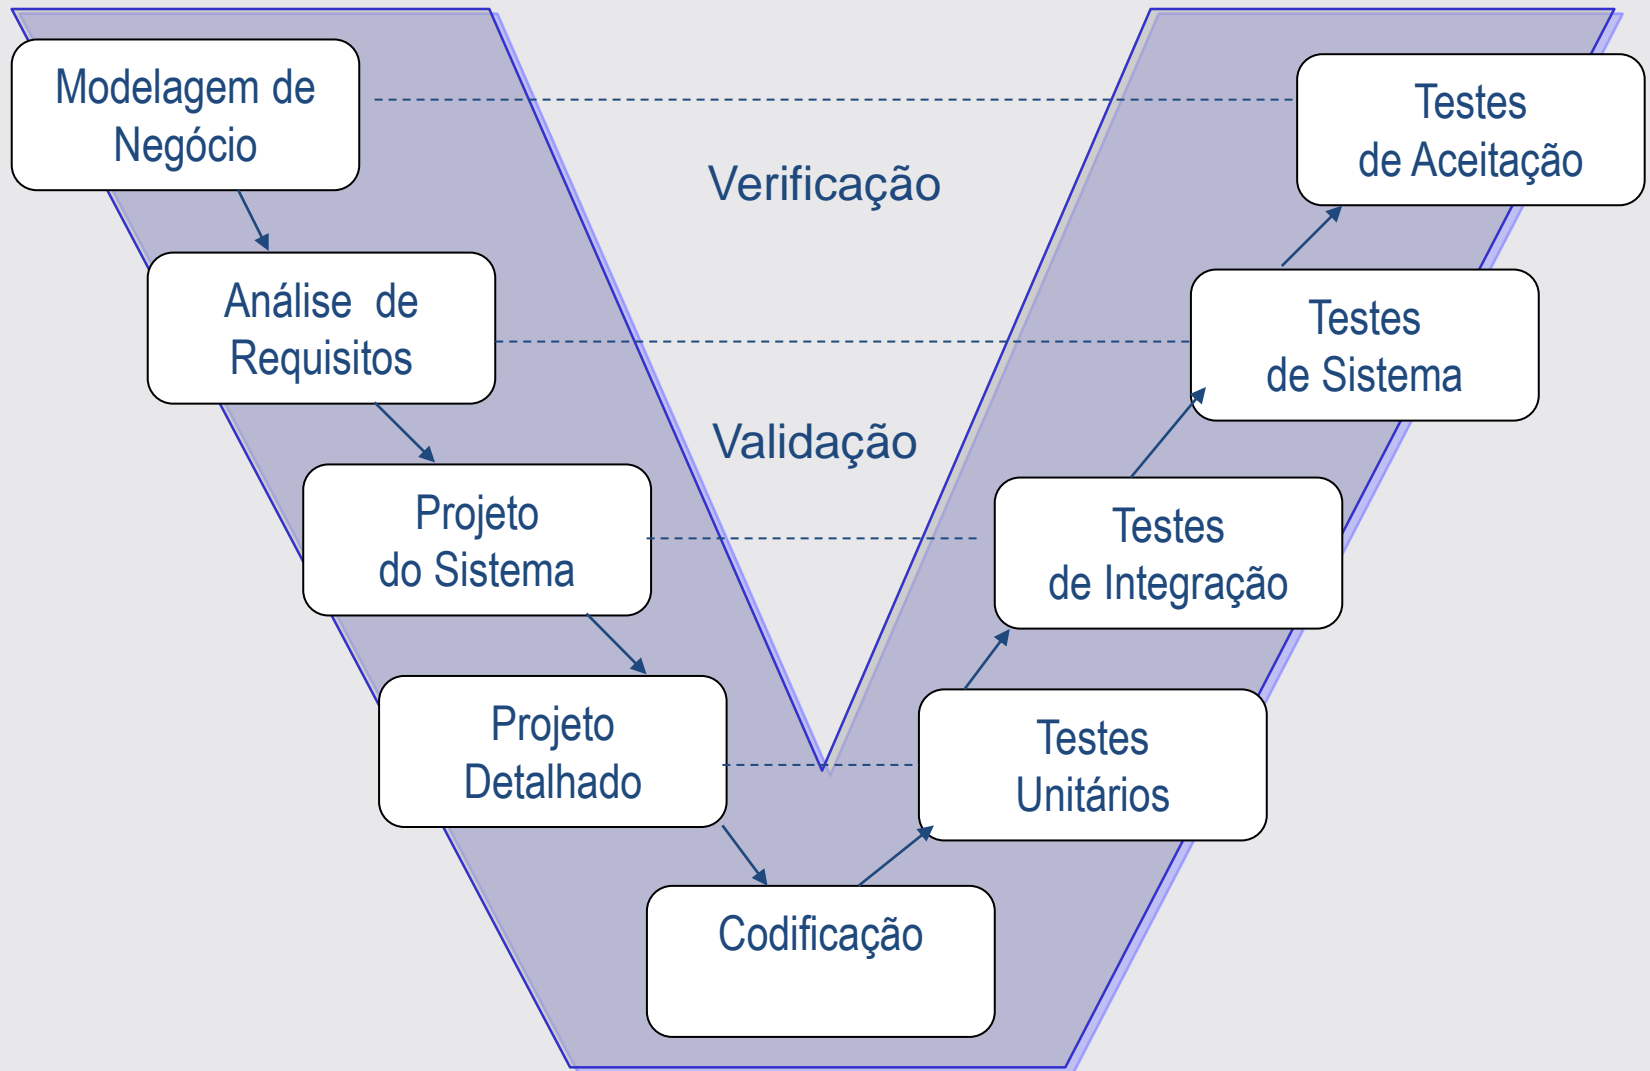 Modelagem de
Negócio
Testes
de Aceitação
Verificação
Análise de
Requisitos
Testes
de Sistema
Validação
Projeto
do Sistema
Testes
de Integração
Projeto
Detalhado
Testes
Unitários
Codificação